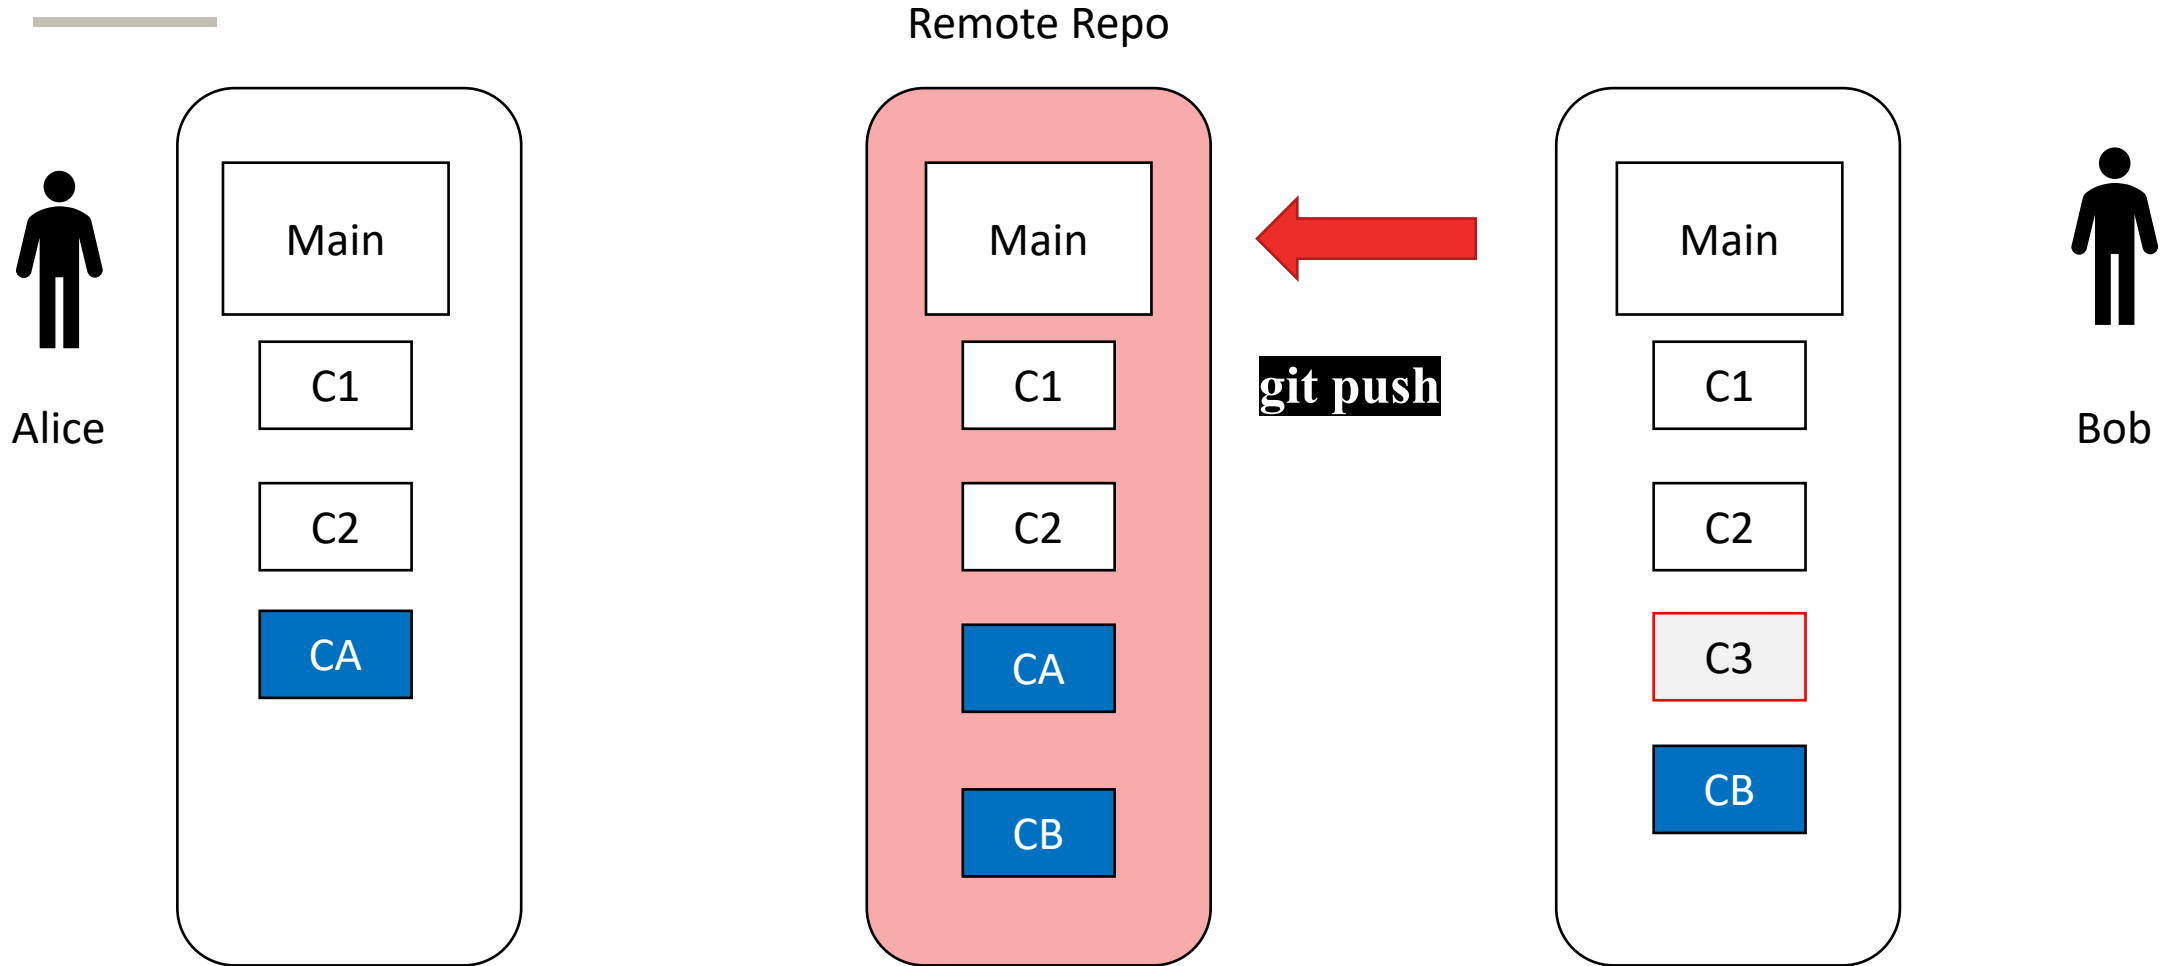 Remote Repo
Alice
Main
C1
C2
CA
Main
C1
C2
CA
CB
git push
Main
C1
C2
C3
CB
Bob